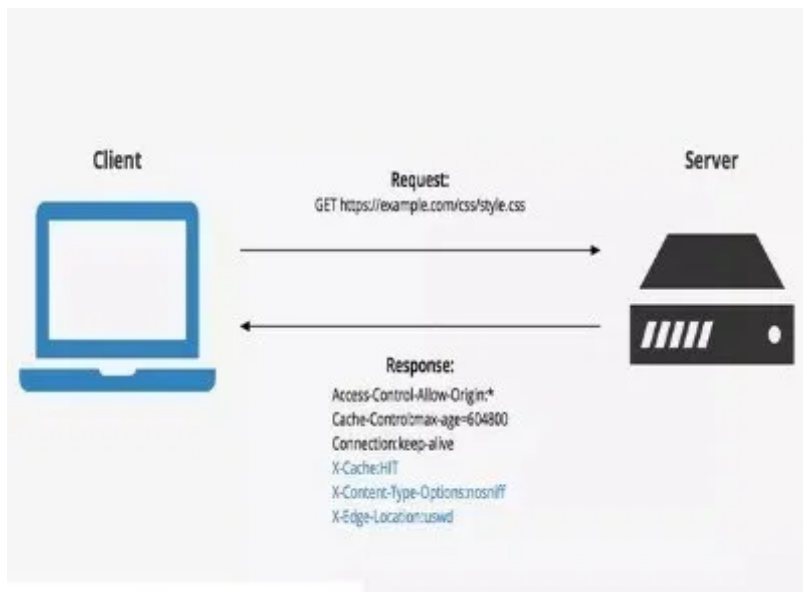 Client
Server
Request:
GET https://example.com/css/style.css
Response:
Access-Control-Allow-Origin:*
Cache-Control:max-age=604800
Connection:keep-alive
X-Cache:HIT
X-Content-Type-Options:nosniff
X-Edge-Location:uswd